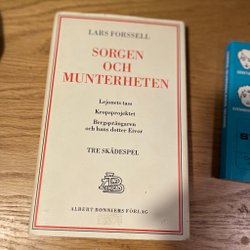 LARS FORSSELL
SORGEN
OCH
MUNTERHETEN
Lejonets tass
Kroppsprojektet
Bergsprängaren
och hans dotter Eivor
TRE SKÅDESPEL
ALBERT BONNIERS FÖRLAG